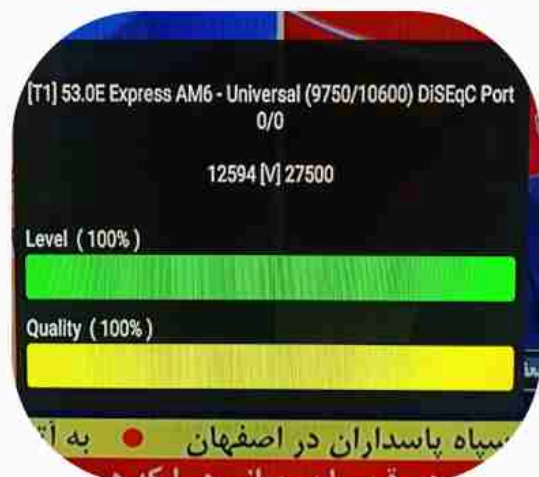 [T1] 53.0E Express AM6 - Universal (9750/10600) DiSEqC Port
0/0
12594 [V] 27500
Level ( 100% )
Quality ( 100% )
سپاه پاسداران در اصفهان ● به